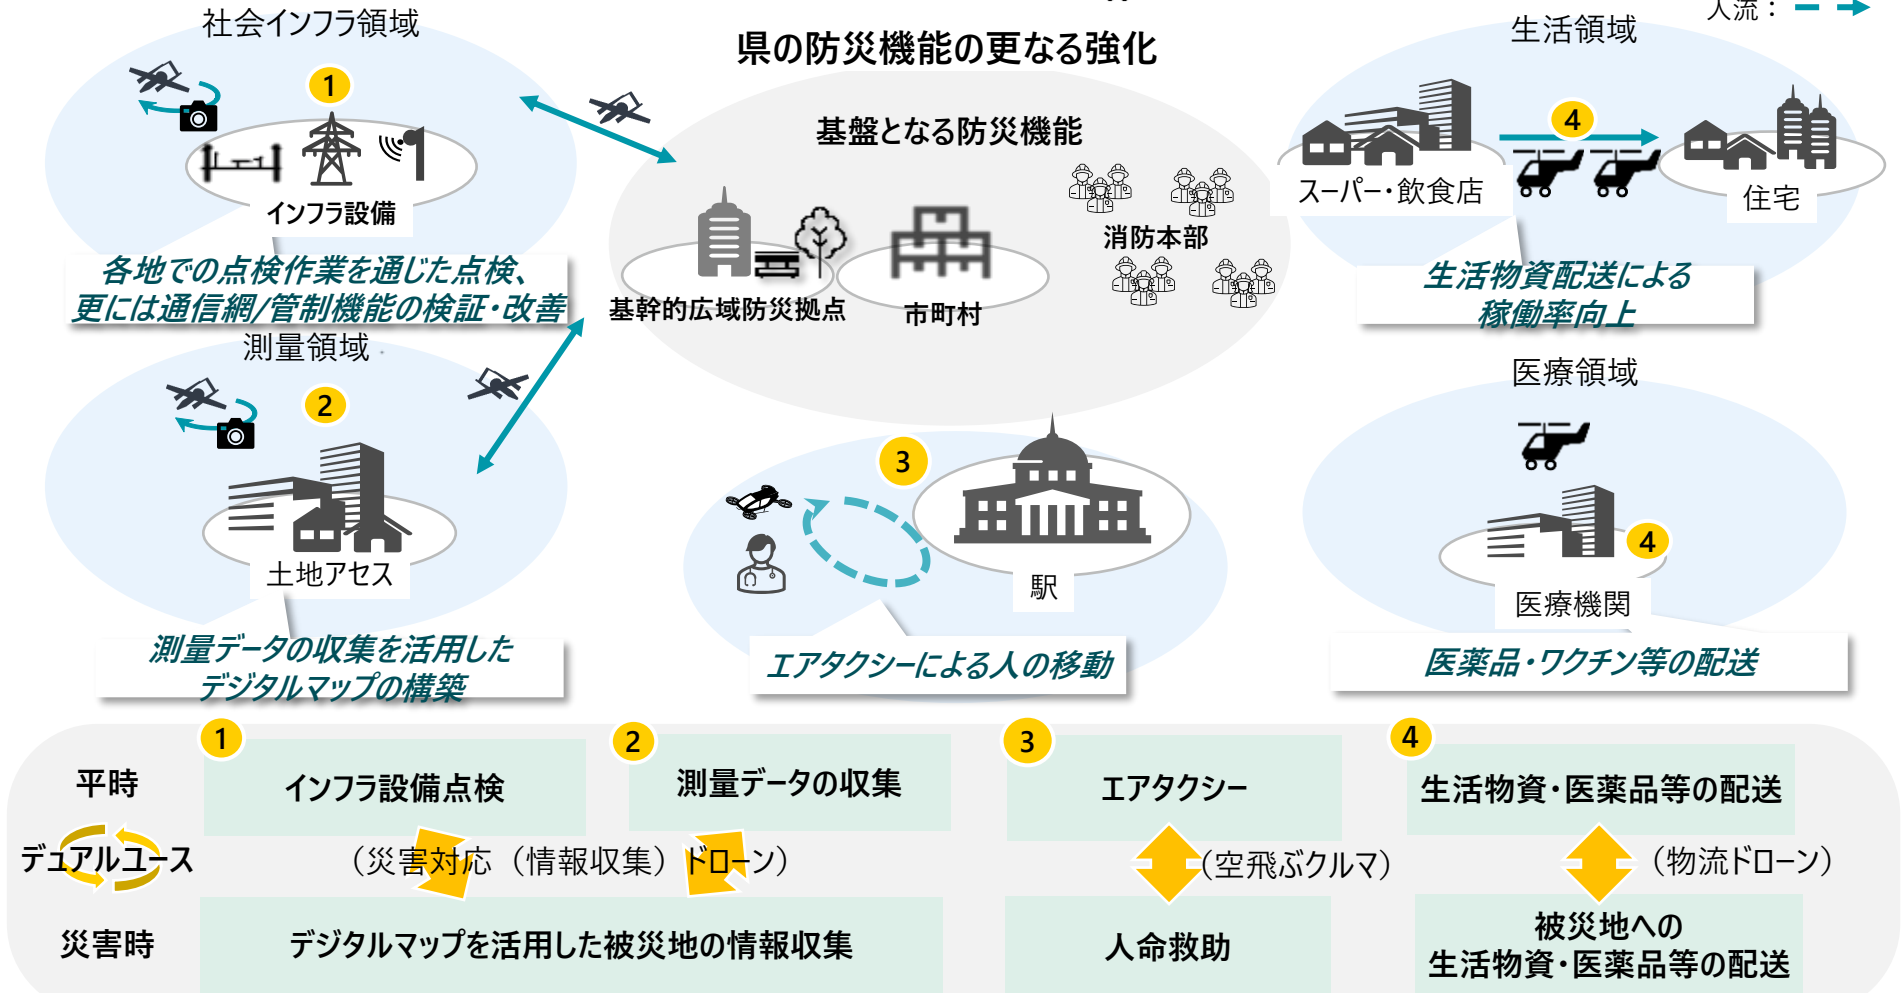 社会インフラ領域
1
インフラ設備
各地での点検作業を通じた点検、
更には通信網/管制機能の検証・改善
測量領域
2
土地アセス
測量データの収集を活用した
デジタルマップの構築
県の防災機能の更なる強化
基盤となる防災機能
基幹的広域防災拠点
市町村
消防本部
3
駅
エアタクシーによる人の移動
人流：
生活領域
4
スーパー・飲食店
住宅
生活物資配送による
稼働率向上
医療領域
4
医療機関
医薬品・ワクチン等の配送
1
2
3
4
平時
インフラ設備点検
測量データの収集
エアタクシー
生活物資・医薬品等の配送
デュアルユース
（災害対応（情報収集）ドローン）
（空飛ぶクルマ）
（物流ドローン）
災害時
デジタルマップを活用した被災地の情報収集
人命救助
被災地への
生活物資・医薬品等の配送